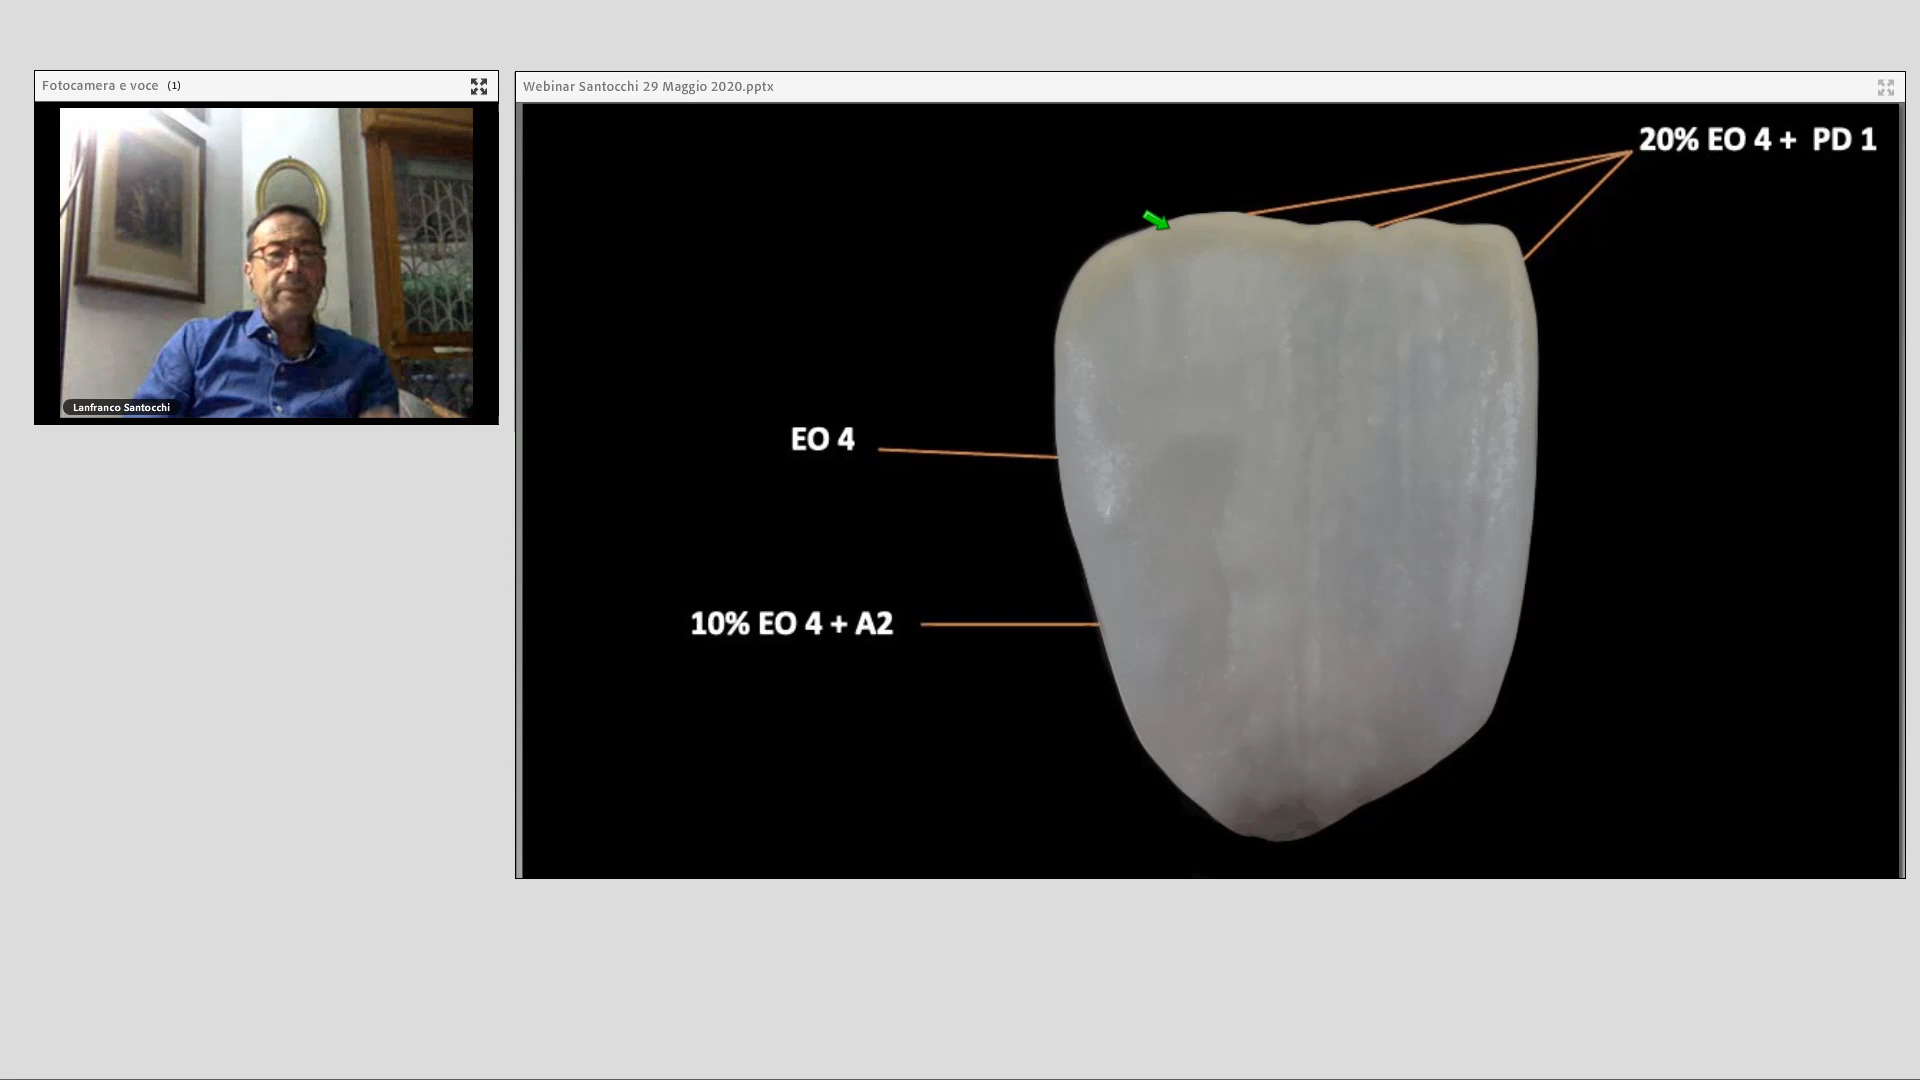 Fotocamera e voce (1)
Lanfranco Santocchi
Webinar Santocchi 29 Maggio 2020.pptx
20% EO 4 + PD 1
EO 4
10% EO 4 + A2